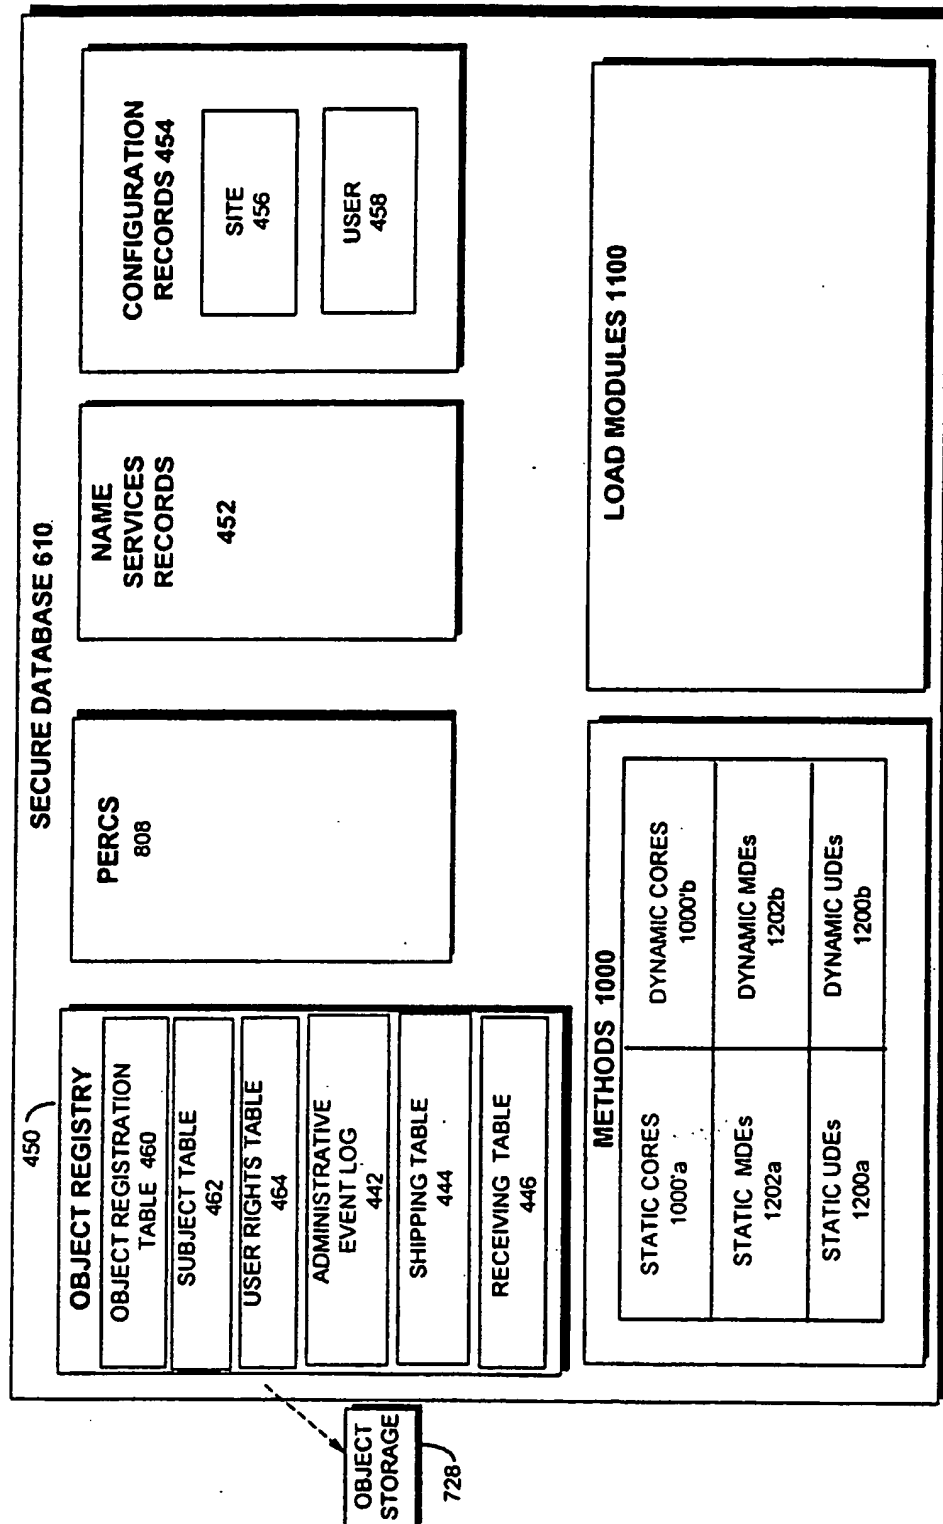 SECURE DATABASE 610
450
OBJECT REGISTRY
OBJECT REGISTRATION
TABLE 460
SUBJECT TABLE
462
USER RIGHTS TABLE
464
ADMINISTRATIVE
EVENT LOG
442
SHIPPING TABLE
444
RECEIVING TABLE
446
OBJECT
STORAGE
728
PERCS
808
NAME
SERVICES
RECORDS
452
CONFIGURATION
RECORDS 454
SITE
456
USER
458
METHODS 1000
STATIC CORES
1000'a
DYNAMIC CORES
1000'b
STATIC MDEs
1202a
DYNAMIC MDEs
1202b
STATIC UDEs
1200a
DYNAMIC UDEs
1200b
LOAD MODULES 1100